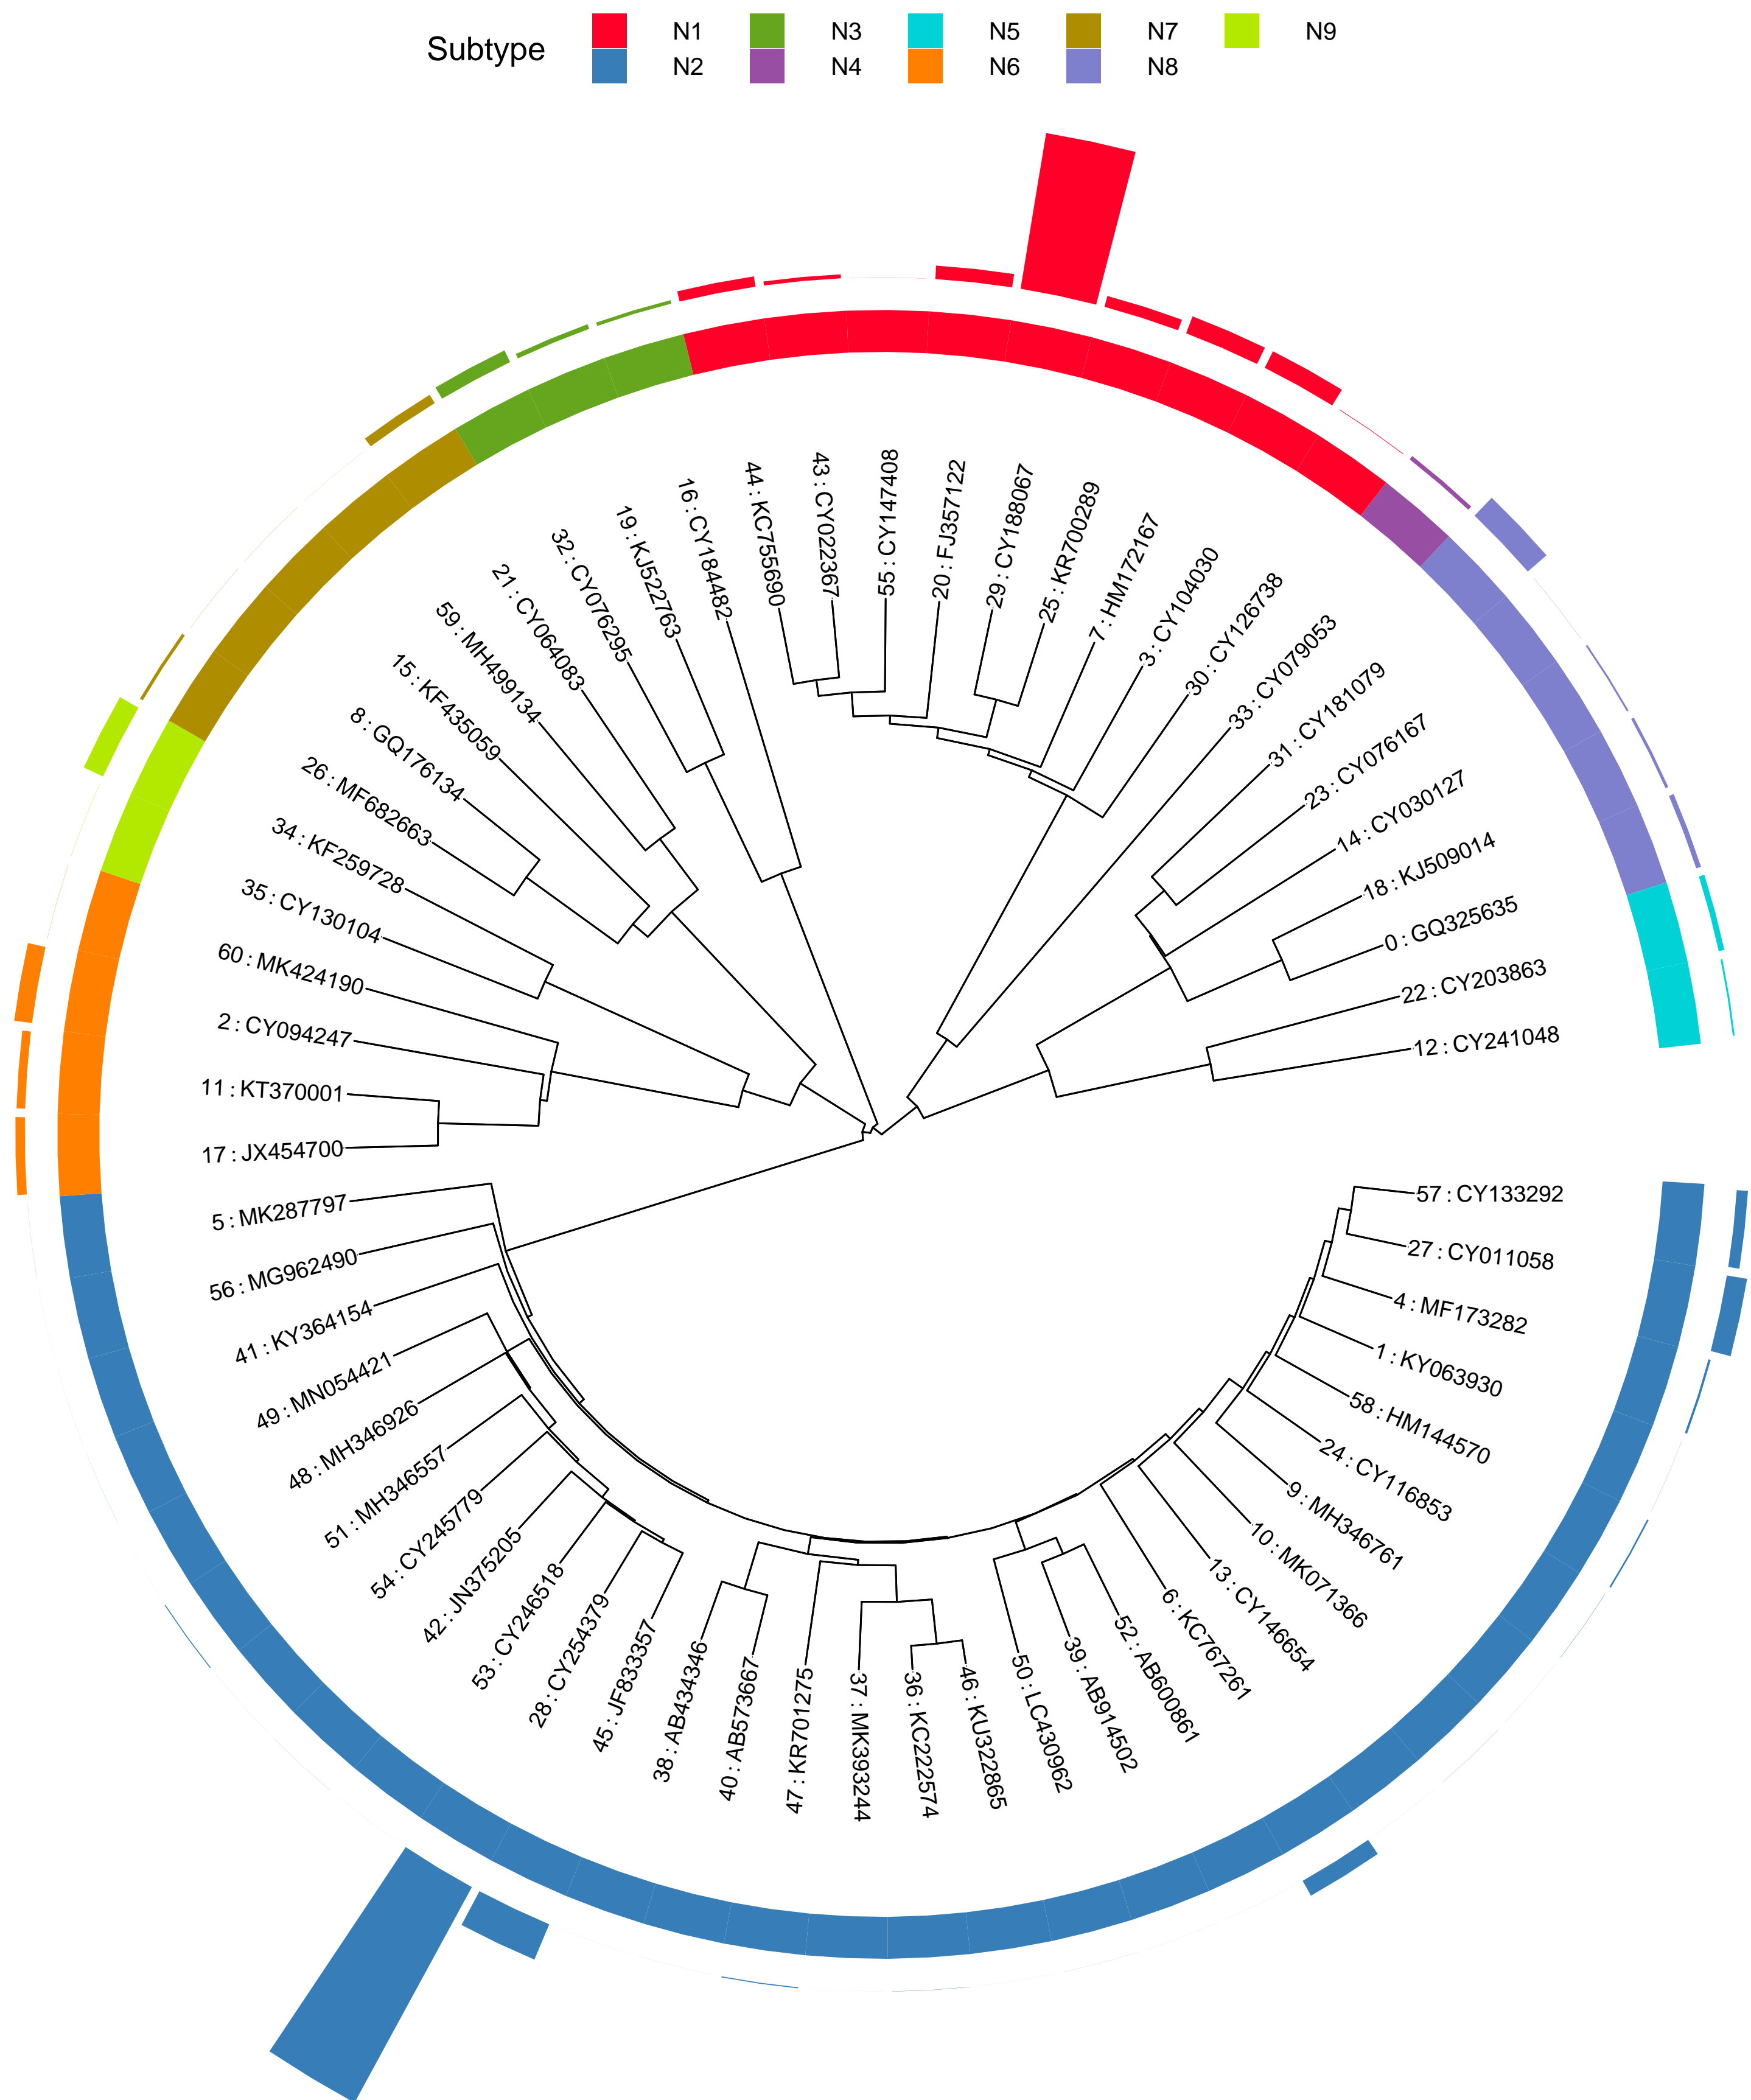 Subtype
N1
N3
N5
N7
N9
N2
N4
N6
N8
44 : KC755690
43 : CY022367
55 : CY147408
20 : FJ357122
29 : CY188067
25 : KR700289
7 : HM172167
3 : CY104030
30 : CY126738
33 : CY079053
31 : CY181079
23 : CY076167
14 : CY030127
18 : KJ509014
0 : GQ325635
22 : CY203863
12 : CY241048
57 : CY133292
27 : CY011058
4 : MF173282
1 : KY063930
58 : HM144570
24 : CY116853
9 : MH346761
10 : MK071366
13 : CY146654
6 : KC767261
52 : AB600861
39 : AB914502
50 : LC430962
46 : KU322865
36 : KC222574
37 : MK393244
47 : KR701275
40 : AB573667
38 : AB434346
45 : JF833357
28 : CY254379
53 : CY246518
42 : JN375205
54 : CY245779
51 : MH346557
48 : MH346926
49 : MN054421
41 : KY364154
56 : MG962490
5 : MK287797
17 : JX454700
11 : KT370001
2 : CY094247
60 : MK424190
35 : CY130104
34 : KF259728
26 : MF682663
8 : GQ176134
15 : KF435059
59 : MH499134
21 : CY064083
32 : CY076295
19 : KJ522763
16 : CY184482